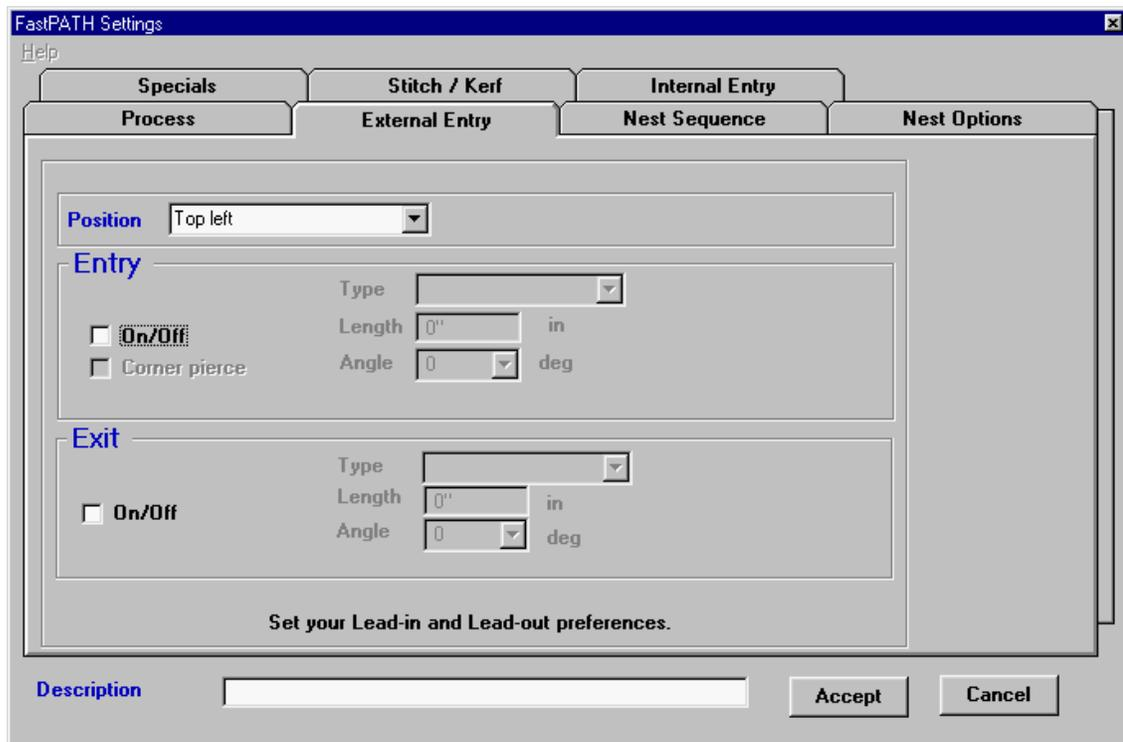 FastPATH Settings
Help
Specials Stitch / Kerf Internal Entry
Process External Entry Nest Sequence Nest Options
Position Top left
Entry
Type
On/Off Length 0" in
Corner pierce Angle 0 deg
Exit
Type
Length 0" in
On/Off
Angle 0 deg
Set your Lead-in and Lead-out preferences.
Description Accept Cancel